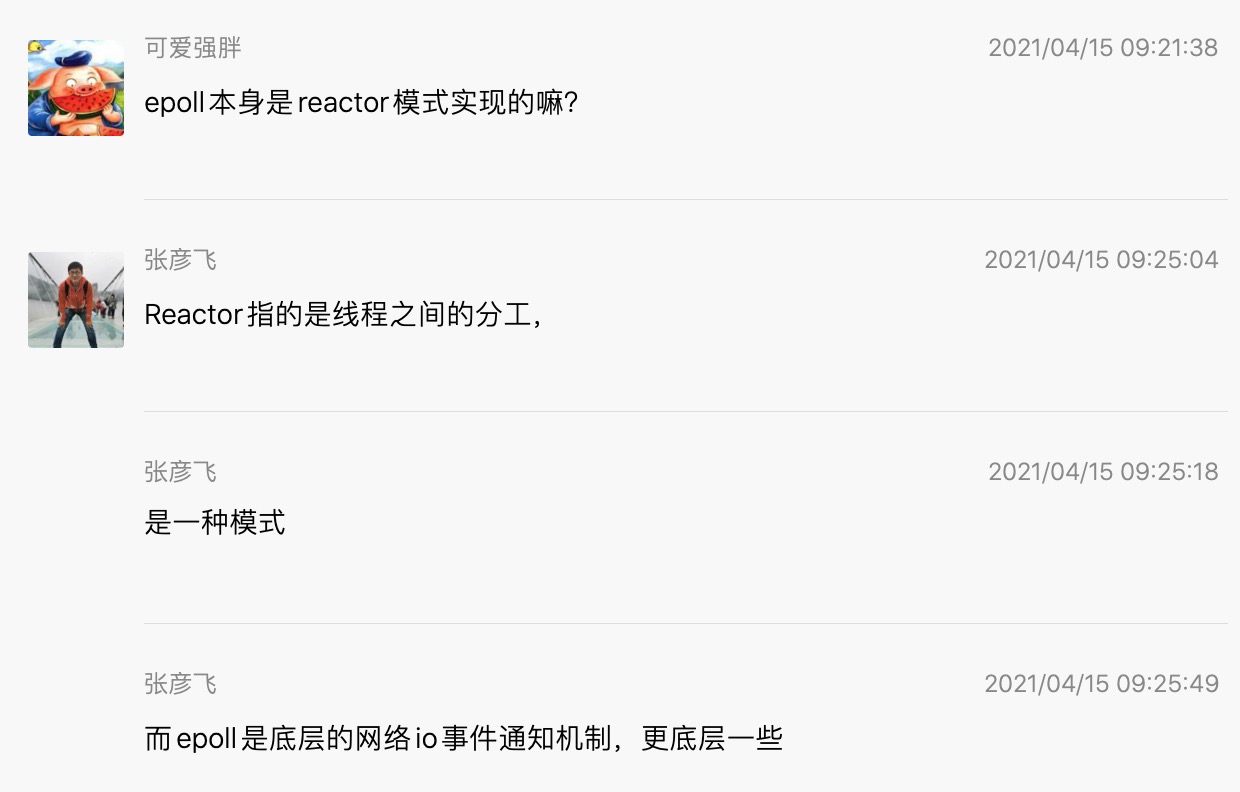 可爱强胖 2021/04/15 09:21:38
epoll本身是reactor模式实现的嘛？
张彦飞 2021/04/15 09:25:04
Reactor指的是线程之间的分工，
张彦飞 2021/04/15 09:25:18
是一种模式
张彦飞 2021/04/15 09:25:49
而epoll是底层的网络io事件通知机制，更底层一些